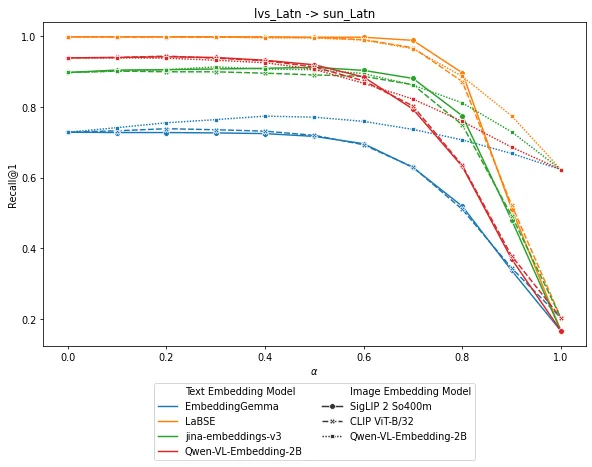 lvs_Latn -> sun_Latn
Recall@1
1.0
0.8
0.6
0.4
0.2
0.0 0.2 0.4 0.6 0.8 1.0
α
Text Embedding Model
EmbeddingGemma
LaBSE
jina-embeddings-v3
Qwen-VL-Embedding-2B
Image Embedding Model
SigLIP 2 So400m
CLIP ViT-B/32
Qwen-VL-Embedding-2B